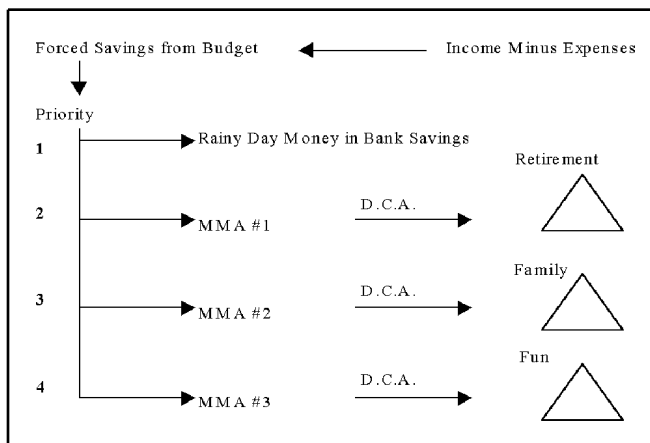 Forced Savings from Budget
Income Minus Expenses
Priority
1
Rainy Day Money in Bank Savings
Retirement
2
MMA #1
D.C.A.
Family
3
MMA #2
D.C.A.
Fun
4
MMA #3
D.C.A.